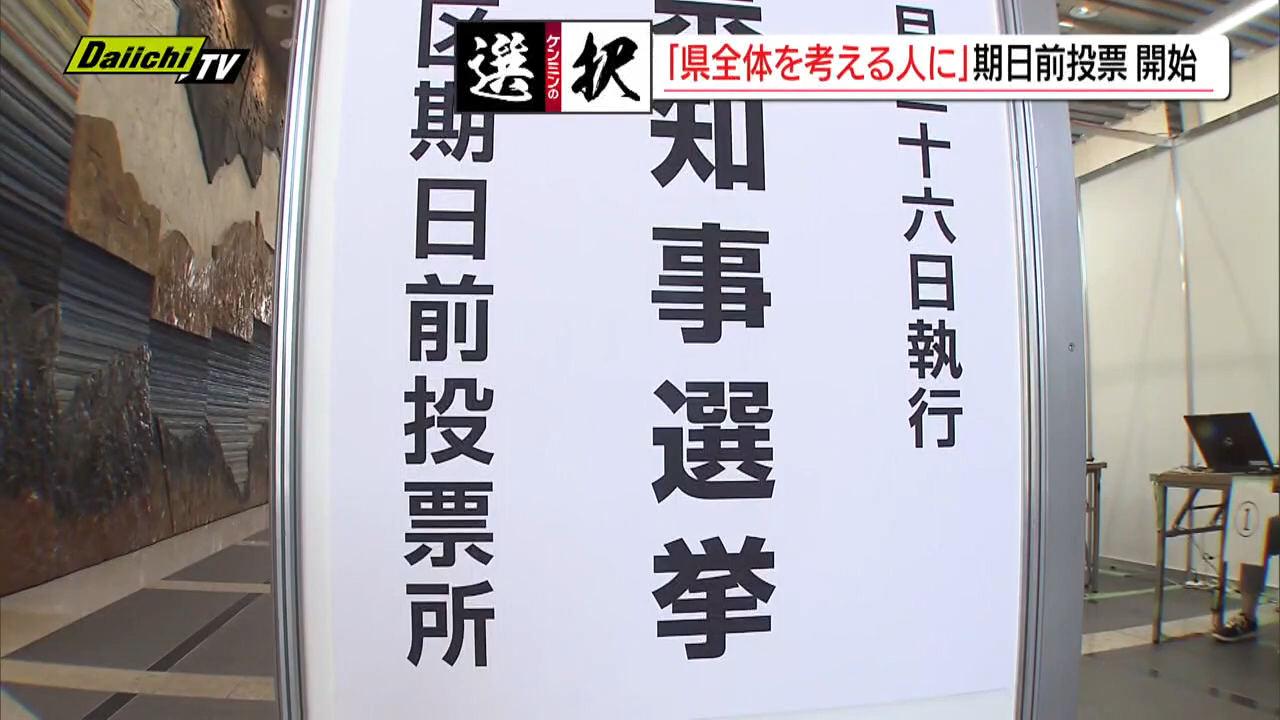 Daiichi-TV
選択
ケンミンの
「県全体を考える人に」期日前投票 開始
二十六日執行
県知事選挙
区期日前投票所
①